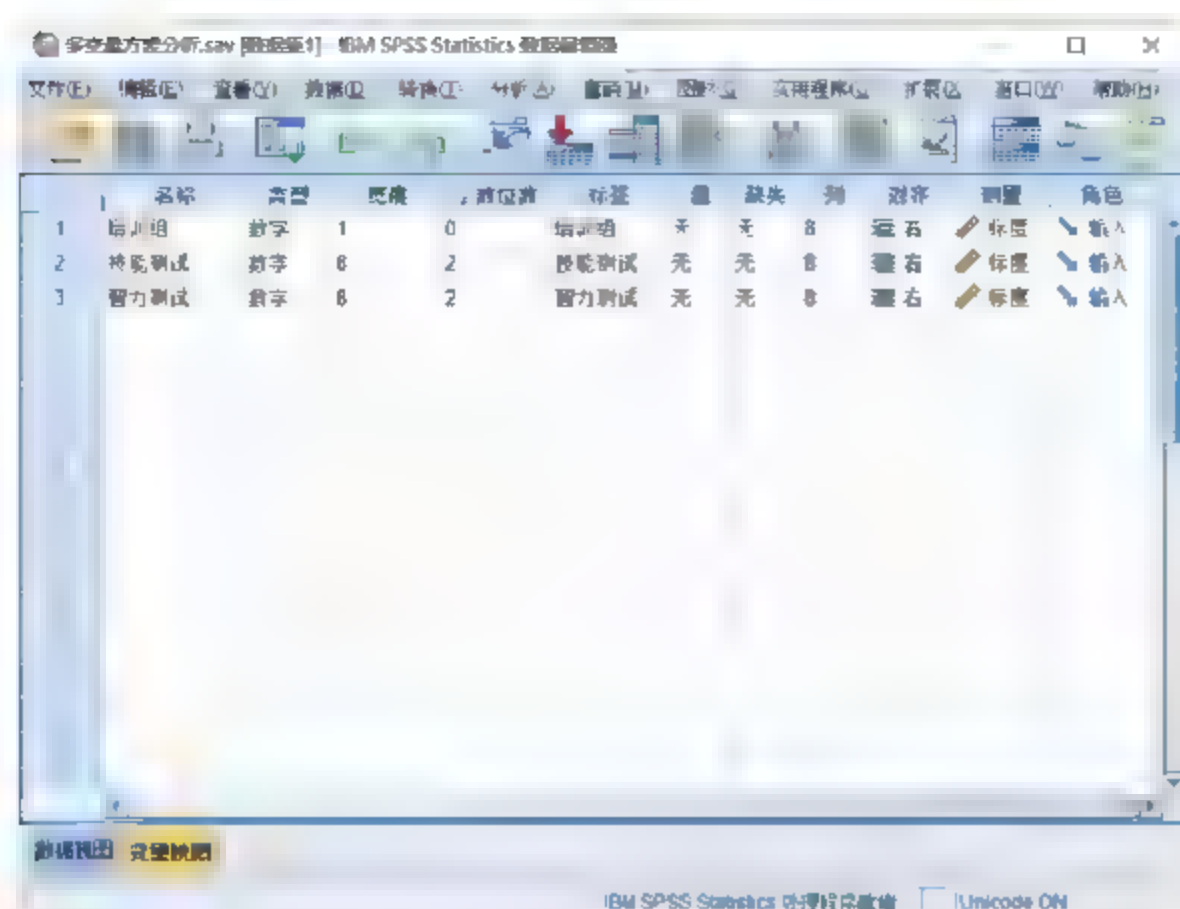 多变量方差分析.sav [数据集1] - IBM SPSS Statistics 数据编辑器
文件(E) 编辑(E) 查看(V) 数据(D) 转换(T) 分析(A) 直销(M) 图形(G) 实用程序(U) 扩展(X) 窗口(W) 帮助(H)
名称 类型 宽度 小数位数 标签 值 缺失 列 对齐 测量 角色
1 培训组 数字 1 0 培训组 无 无 8 右 标度 输入
2 技能测试 数字 6 2 技能测试 无 无 8 右 标度 输入
3 智力测试 数字 6 2 智力测试 无 无 8 右 标度 输入
数据视图 变量视图
IBM SPSS Statistics 处理程序就绪 Unicode:ON